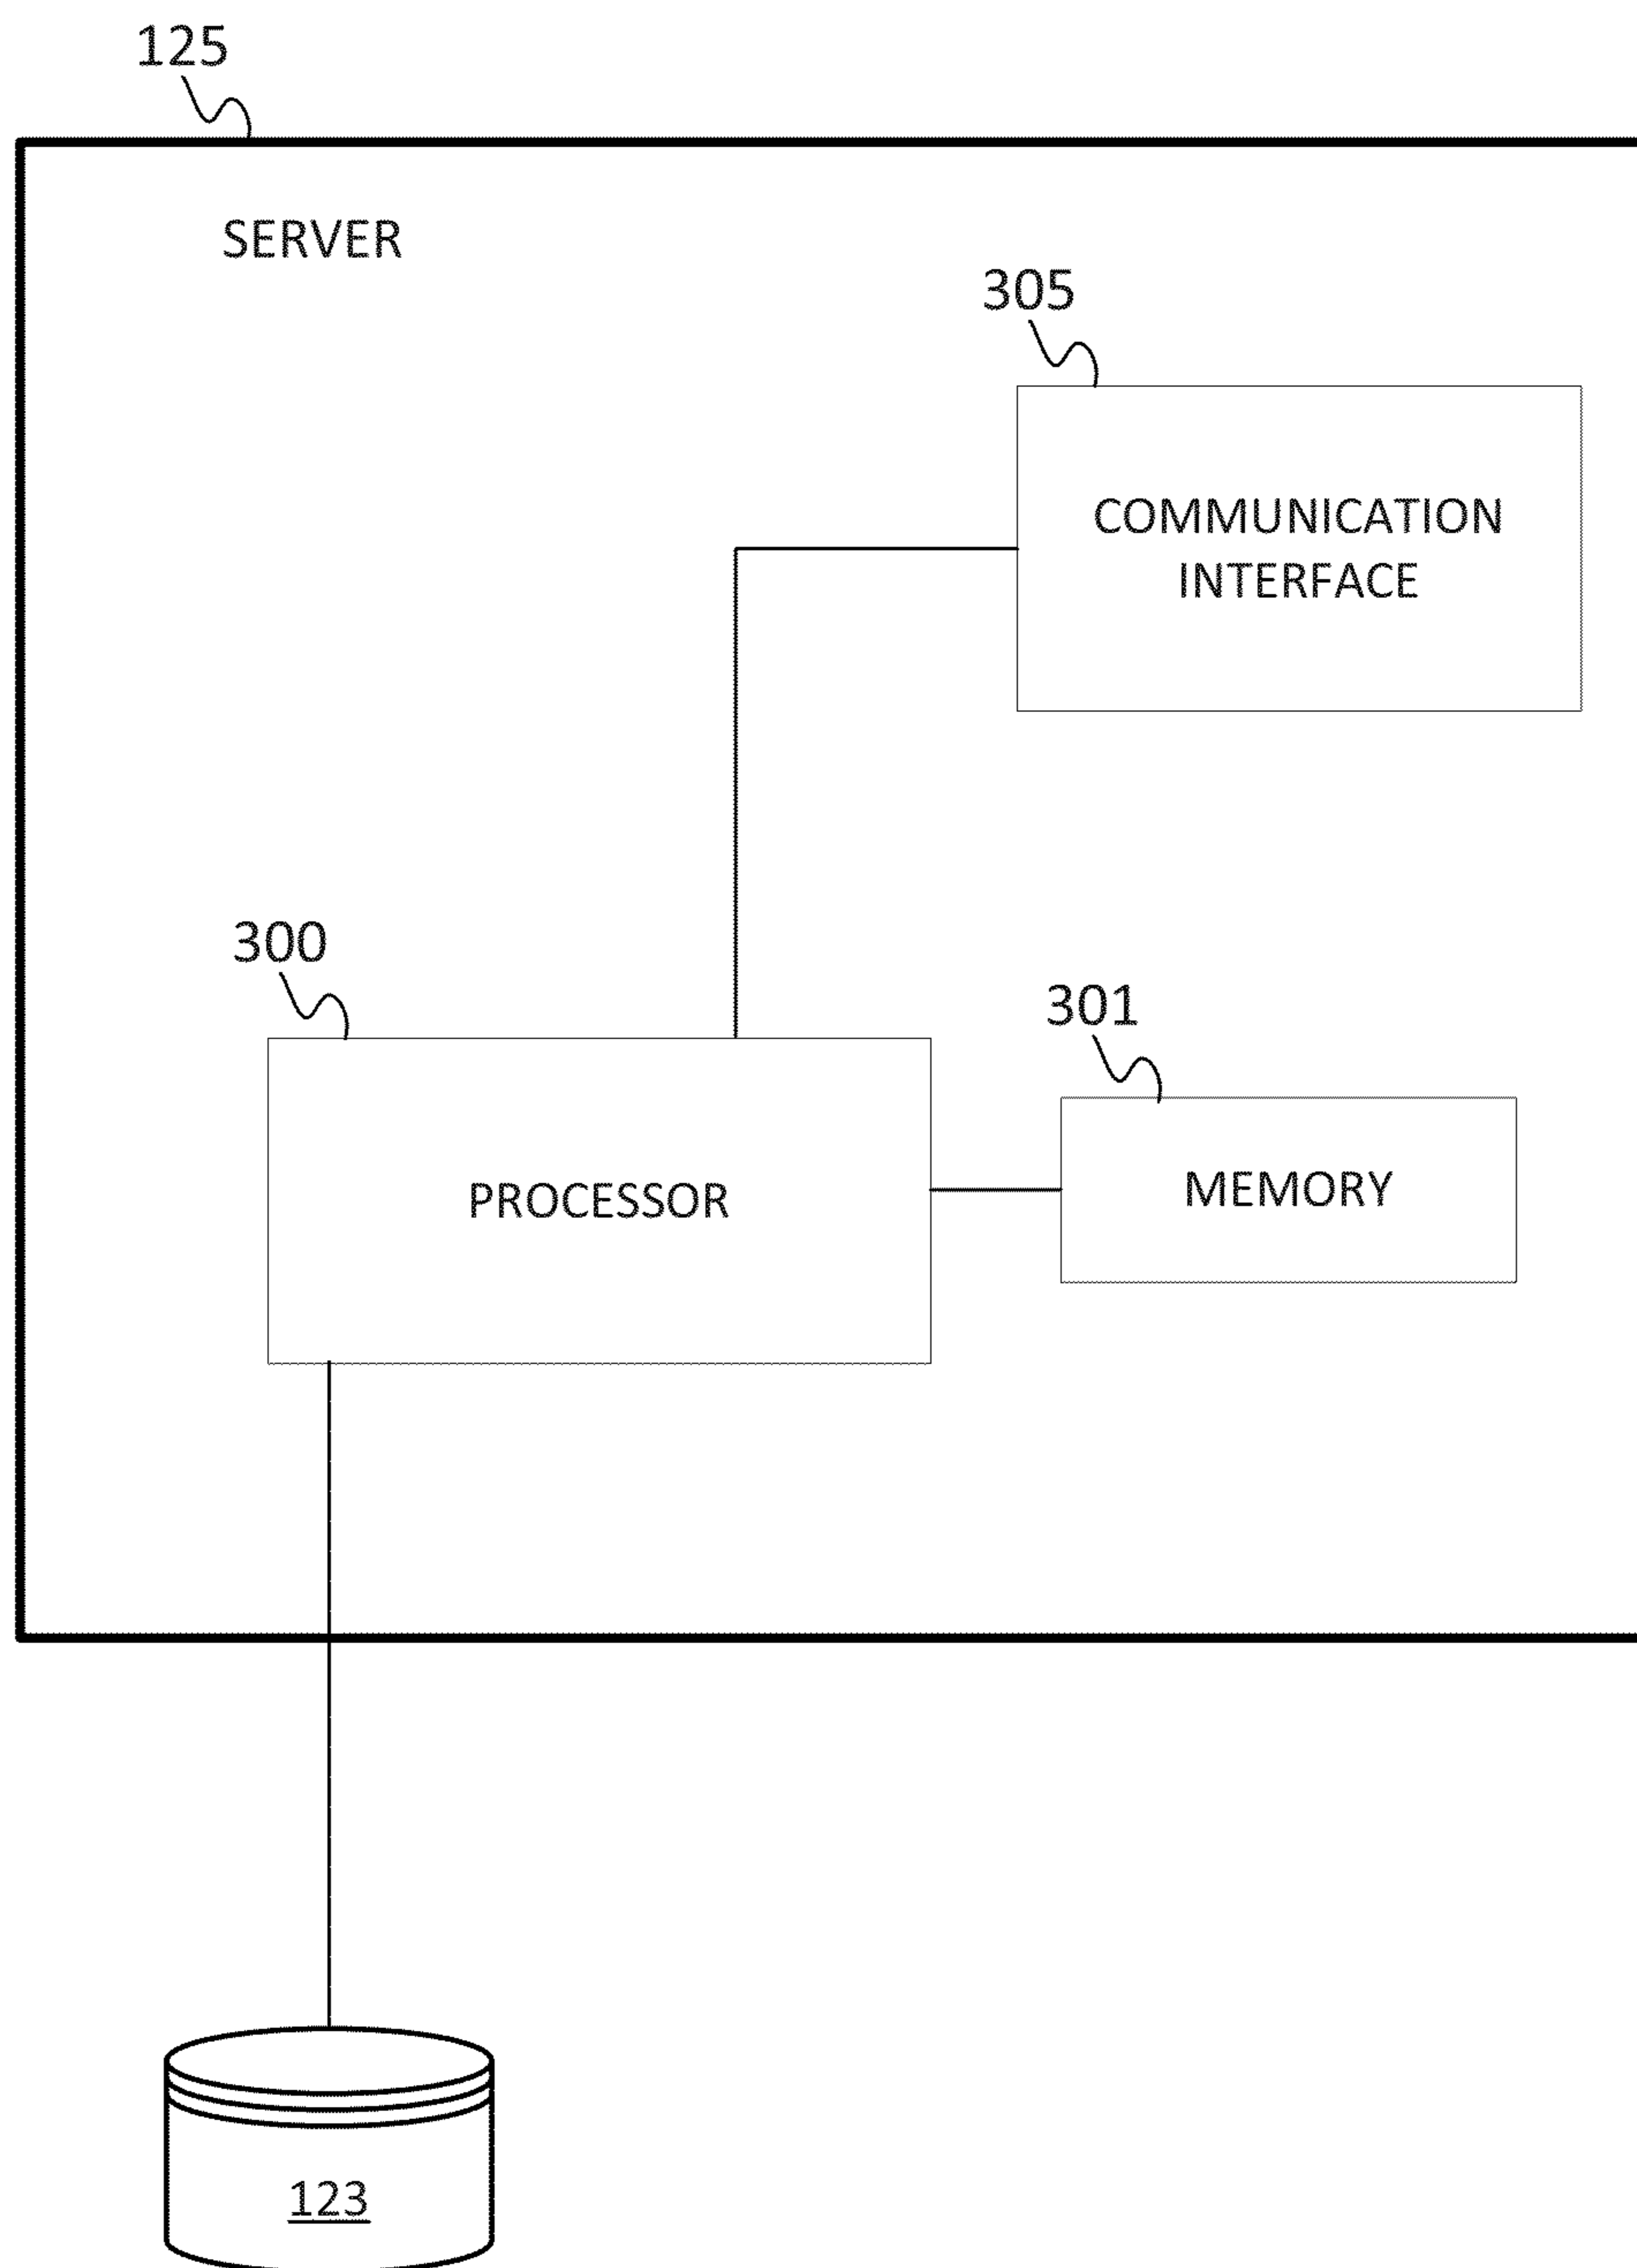 125
SERVER
305
COMMUNICATION
INTERFACE
300
301
PROCESSOR
MEMORY
123